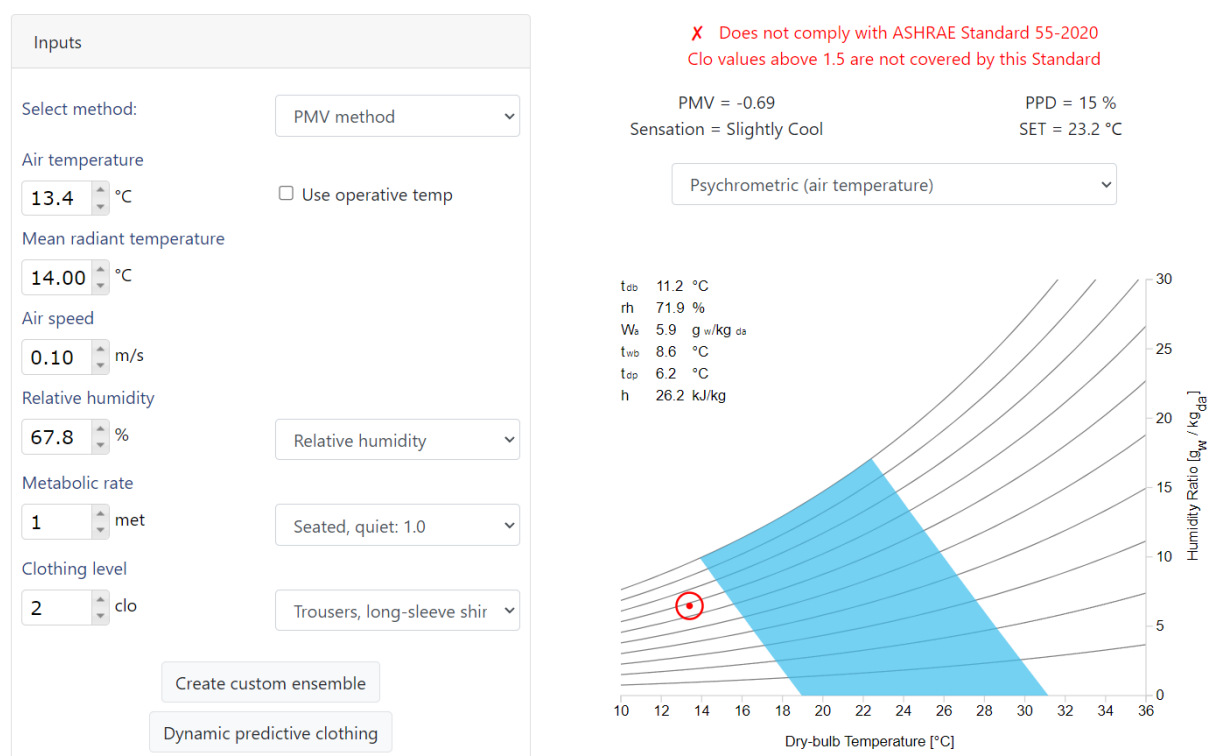 Inputs
Select method:
PMV method
Air temperature
13.4 °C
Use operative temp
Mean radiant temperature
14.00 °C
Air speed
0.10 m/s
Relative humidity
67.8 %
Relative humidity
Metabolic rate
1 met
Seated, quiet: 1.0
Clothing level
2 clo
Trousers, long-sleeve shir
Create custom ensemble
Dynamic predictive clothing
✗ Does not comply with ASHRAE Standard 55-2020
Clo values above 1.5 are not covered by this Standard
PMV = -0.69
PPD = 15 %
Sensation = Slightly Cool
SET = 23.2 °C
Psychrometric (air temperature)
tdb 11.2 °C
rh 71.9 %
Wa 5.9 g w/kg da
twb 8.6 °C
tdp 6.2 °C
h 26.2 kJ/kg
30
25
20
15
10
5
0
Humidity Ratio [gw / kgda]
10 12 14 16 18 20 22 24 26 28 30 32 34 36
Dry-bulb Temperature [°C]